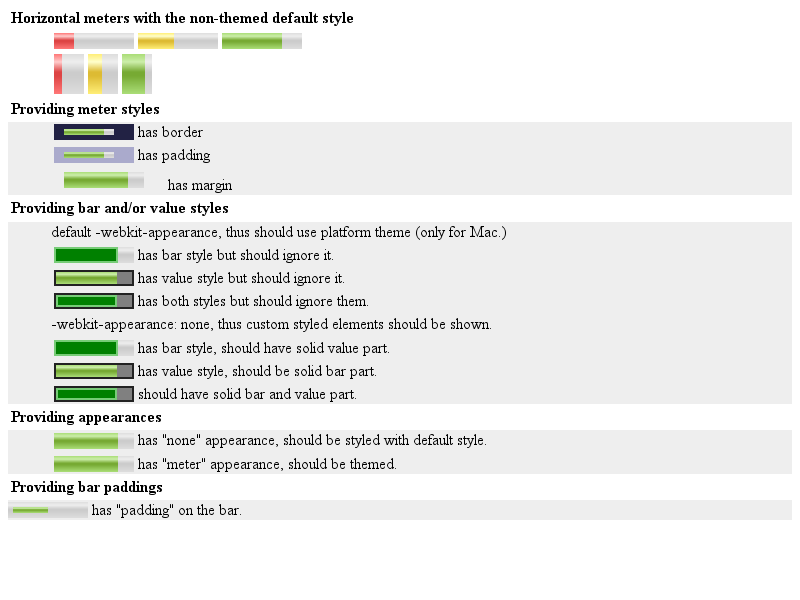 Horizontal meters with the non-themed default style
Providing meter styles
has border
has padding
has margin
Providing bar and/or value styles
default -webkit-appearance, thus should use platform theme (only for Mac.)
has bar style but should ignore it.
has value style but should ignore it.
has both styles but should ignore them.
-webkit-appearance: none, thus custom styled elements should be shown.
has bar style, should have solid value part.
has value style, should be solid bar part.
should have solid bar and value part.
Providing appearances
has "none" appearance, should be styled with default style.
has "meter" appearance, should be themed.
Providing bar paddings
has "padding" on the bar.